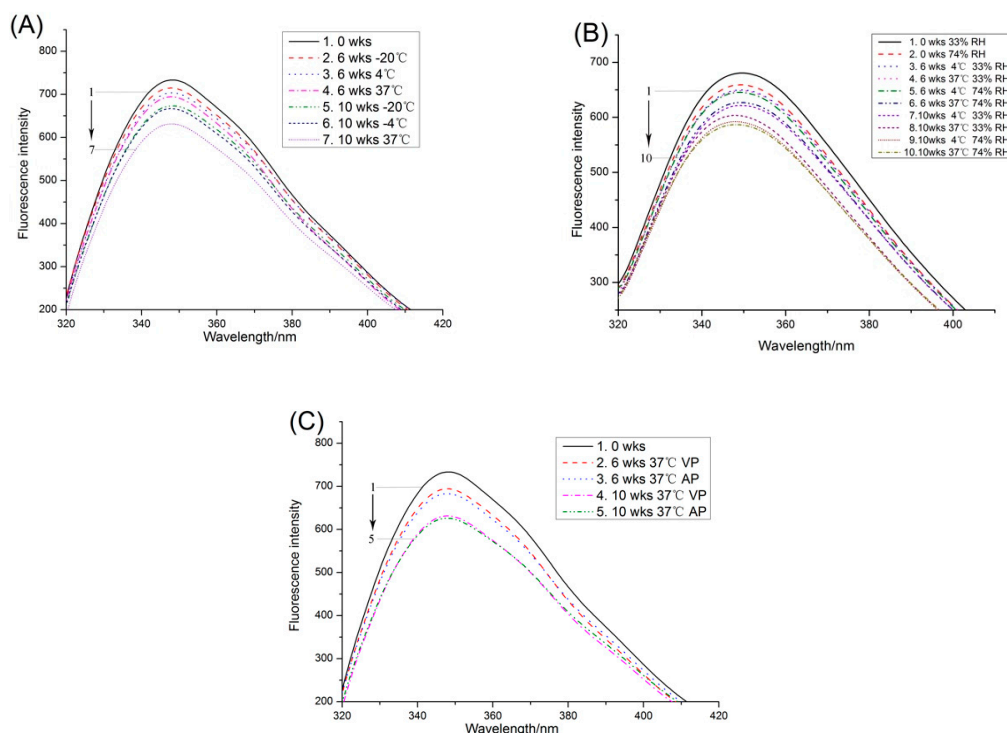 (A)
800
700
600
500
400
300
200
320
340
360
380
400
420
Fluorescence intensity
Wavelength/nm
1
7
1. 0 wks
2. 6 wks -20℃
3. 6 wks 4℃
4. 6 wks 37℃
5. 10 wks -20℃
6. 10 wks -4℃
7. 10 wks 37℃
(B)
700
600
500
400
300
320
340
360
380
400
Fluorescence intensity
Wavelength/nm
1
10
1. 0 wks 33% RH
2. 0 wks 74% RH
3. 6 wks 4℃ 33% RH
4. 6 wks 37℃ 33% RH
5. 6 wks 4℃ 74% RH
6. 6 wks 37℃ 74% RH
7.10wks 4℃ 33% RH
8.10wks 37℃ 33% RH
9.10wks 4℃ 74% RH
10.10wks 37℃ 74% RH
(C)
800
700
600
500
400
300
200
320
340
360
380
400
420
Fluorescence intensity
Wavelength/nm
1
5
1. 0 wks
2. 6 wks 37℃ VP
3. 6 wks 37℃ AP
4. 10 wks 37℃ VP
5. 10 wks 37℃ AP